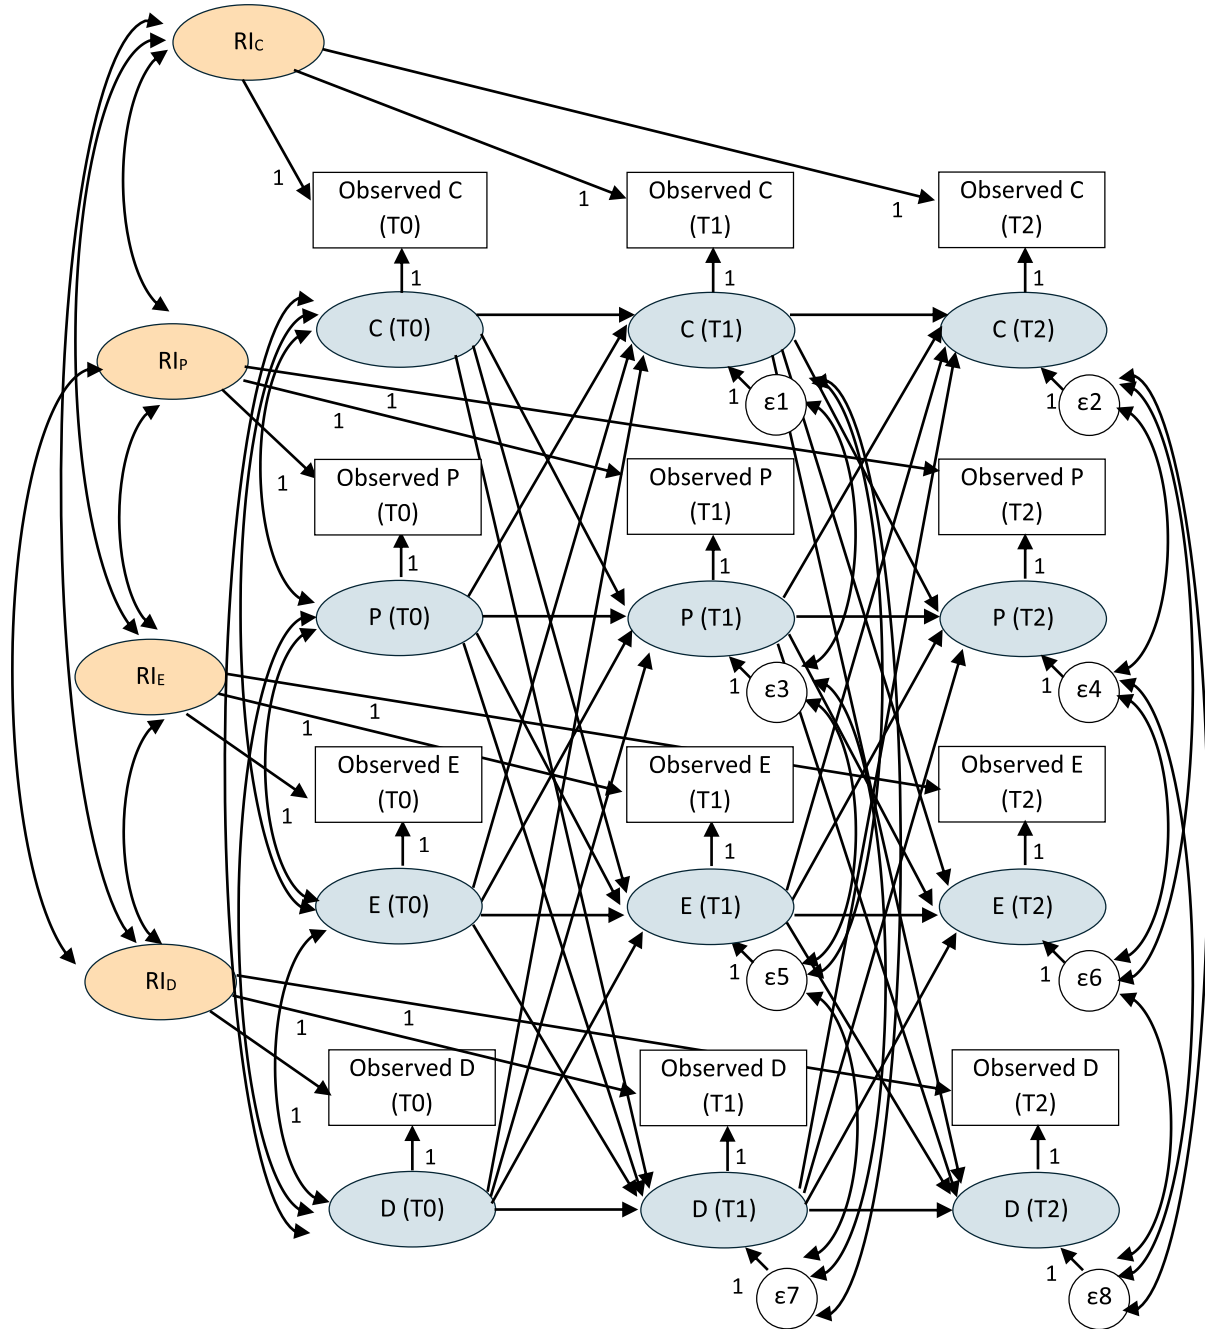 RIC
1 1 1
Observed C
(T0)
Observed C
(T1)
Observed C
(T2)
1 1 1
C (T0)
C (T1)
C (T2)
RIP
1 ε1
1 ε2
1
1
1
Observed P
(T0)
Observed P
(T1)
Observed P
(T2)
1 1 1
P (T0)
P (T1)
P (T2)
RIE
1 ε3
1 ε4
1
1
1
Observed E
(T0)
Observed E
(T1)
Observed E
(T2)
1 1 1
E (T0)
E (T1)
E (T2)
RID
1 ε5
1 ε6
1
1
1
Observed D
(T0)
Observed D
(T1)
Observed D
(T2)
1 1 1
D (T0)
D (T1)
D (T2)
1 ε7
1 ε8